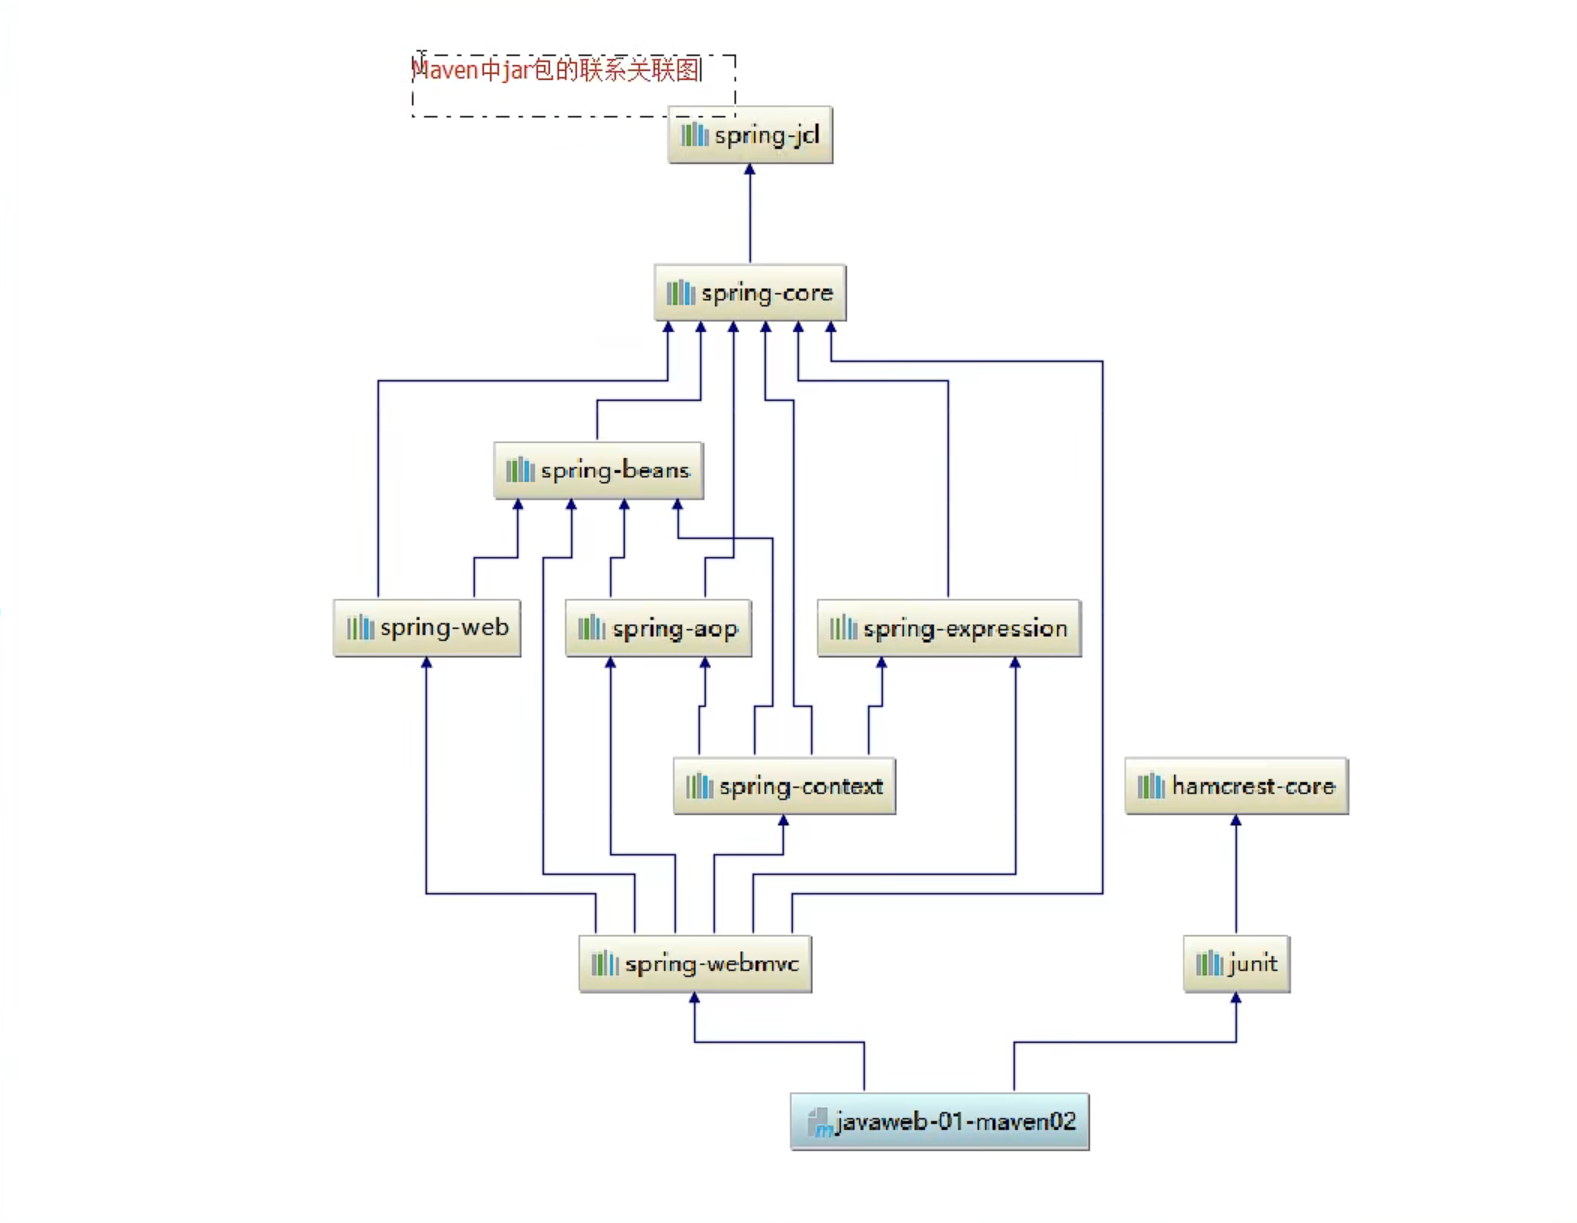 Maven中jar包的联系关联图
spring-jcl
spring-core
spring-beans
spring-web
spring-aop
spring-expression
spring-context
hamcrest-core
spring-webmvc
junit
javaweb-01-maven02